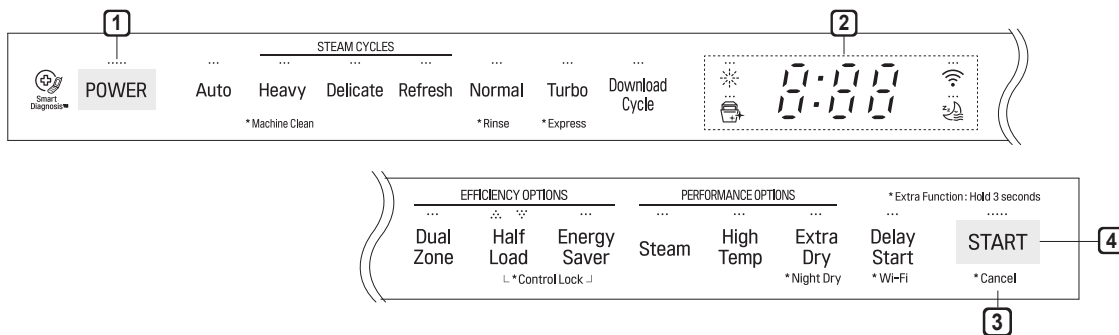 1
2
STEAM CYCLES
POWER Auto Heavy Delicate Refresh Normal Turbo Download Cycle
Smart Diagnosis
* Machine Clean * Rinse * Express
8:88
z z
EFFICIENCY OPTIONS PERFORMANCE OPTIONS * Extra Function : Hold 3 seconds
Dual Zone Half Load Energy Saver Steam High Temp Extra Dry Delay Start START
4
* Control Lock * Night Dry * Wi-Fi * Cancel
3